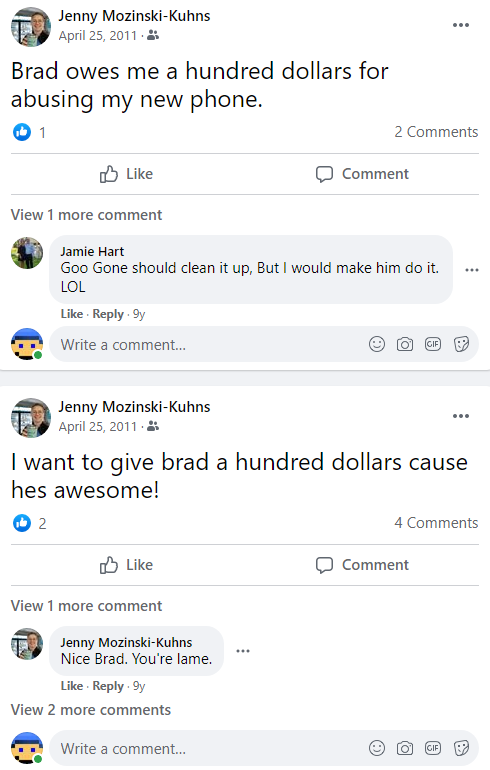 Jenny Mozinski-Kuhns
April 25, 2011 ·
Brad owes me a hundred dollars for
abusing my new phone.
1
2 Comments
Like
Comment
View 1 more comment
Jamie Hart
Goo Gone should clean it up, But I would make him do it.
LOL
Like · Reply · 9y
Write a comment...
GIF
Jenny Mozinski-Kuhns
April 25, 2011 ·
I want to give brad a hundred dollars cause
hes awesome!
2
4 Comments
Like
Comment
View 1 more comment
Jenny Mozinski-Kuhns
Nice Brad. You're lame.
Like · Reply · 9y
View 2 more comments
Write a comment...
GIF